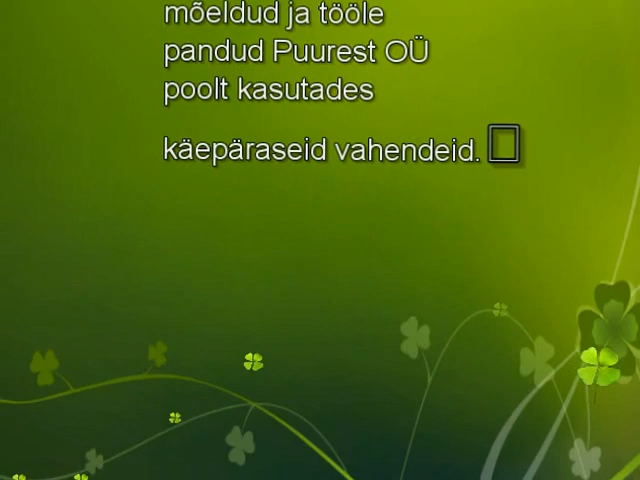 mõeldud ja tööle
pandud Puurest OÜ
poolt kasutades
käepäraseid vahendeid.